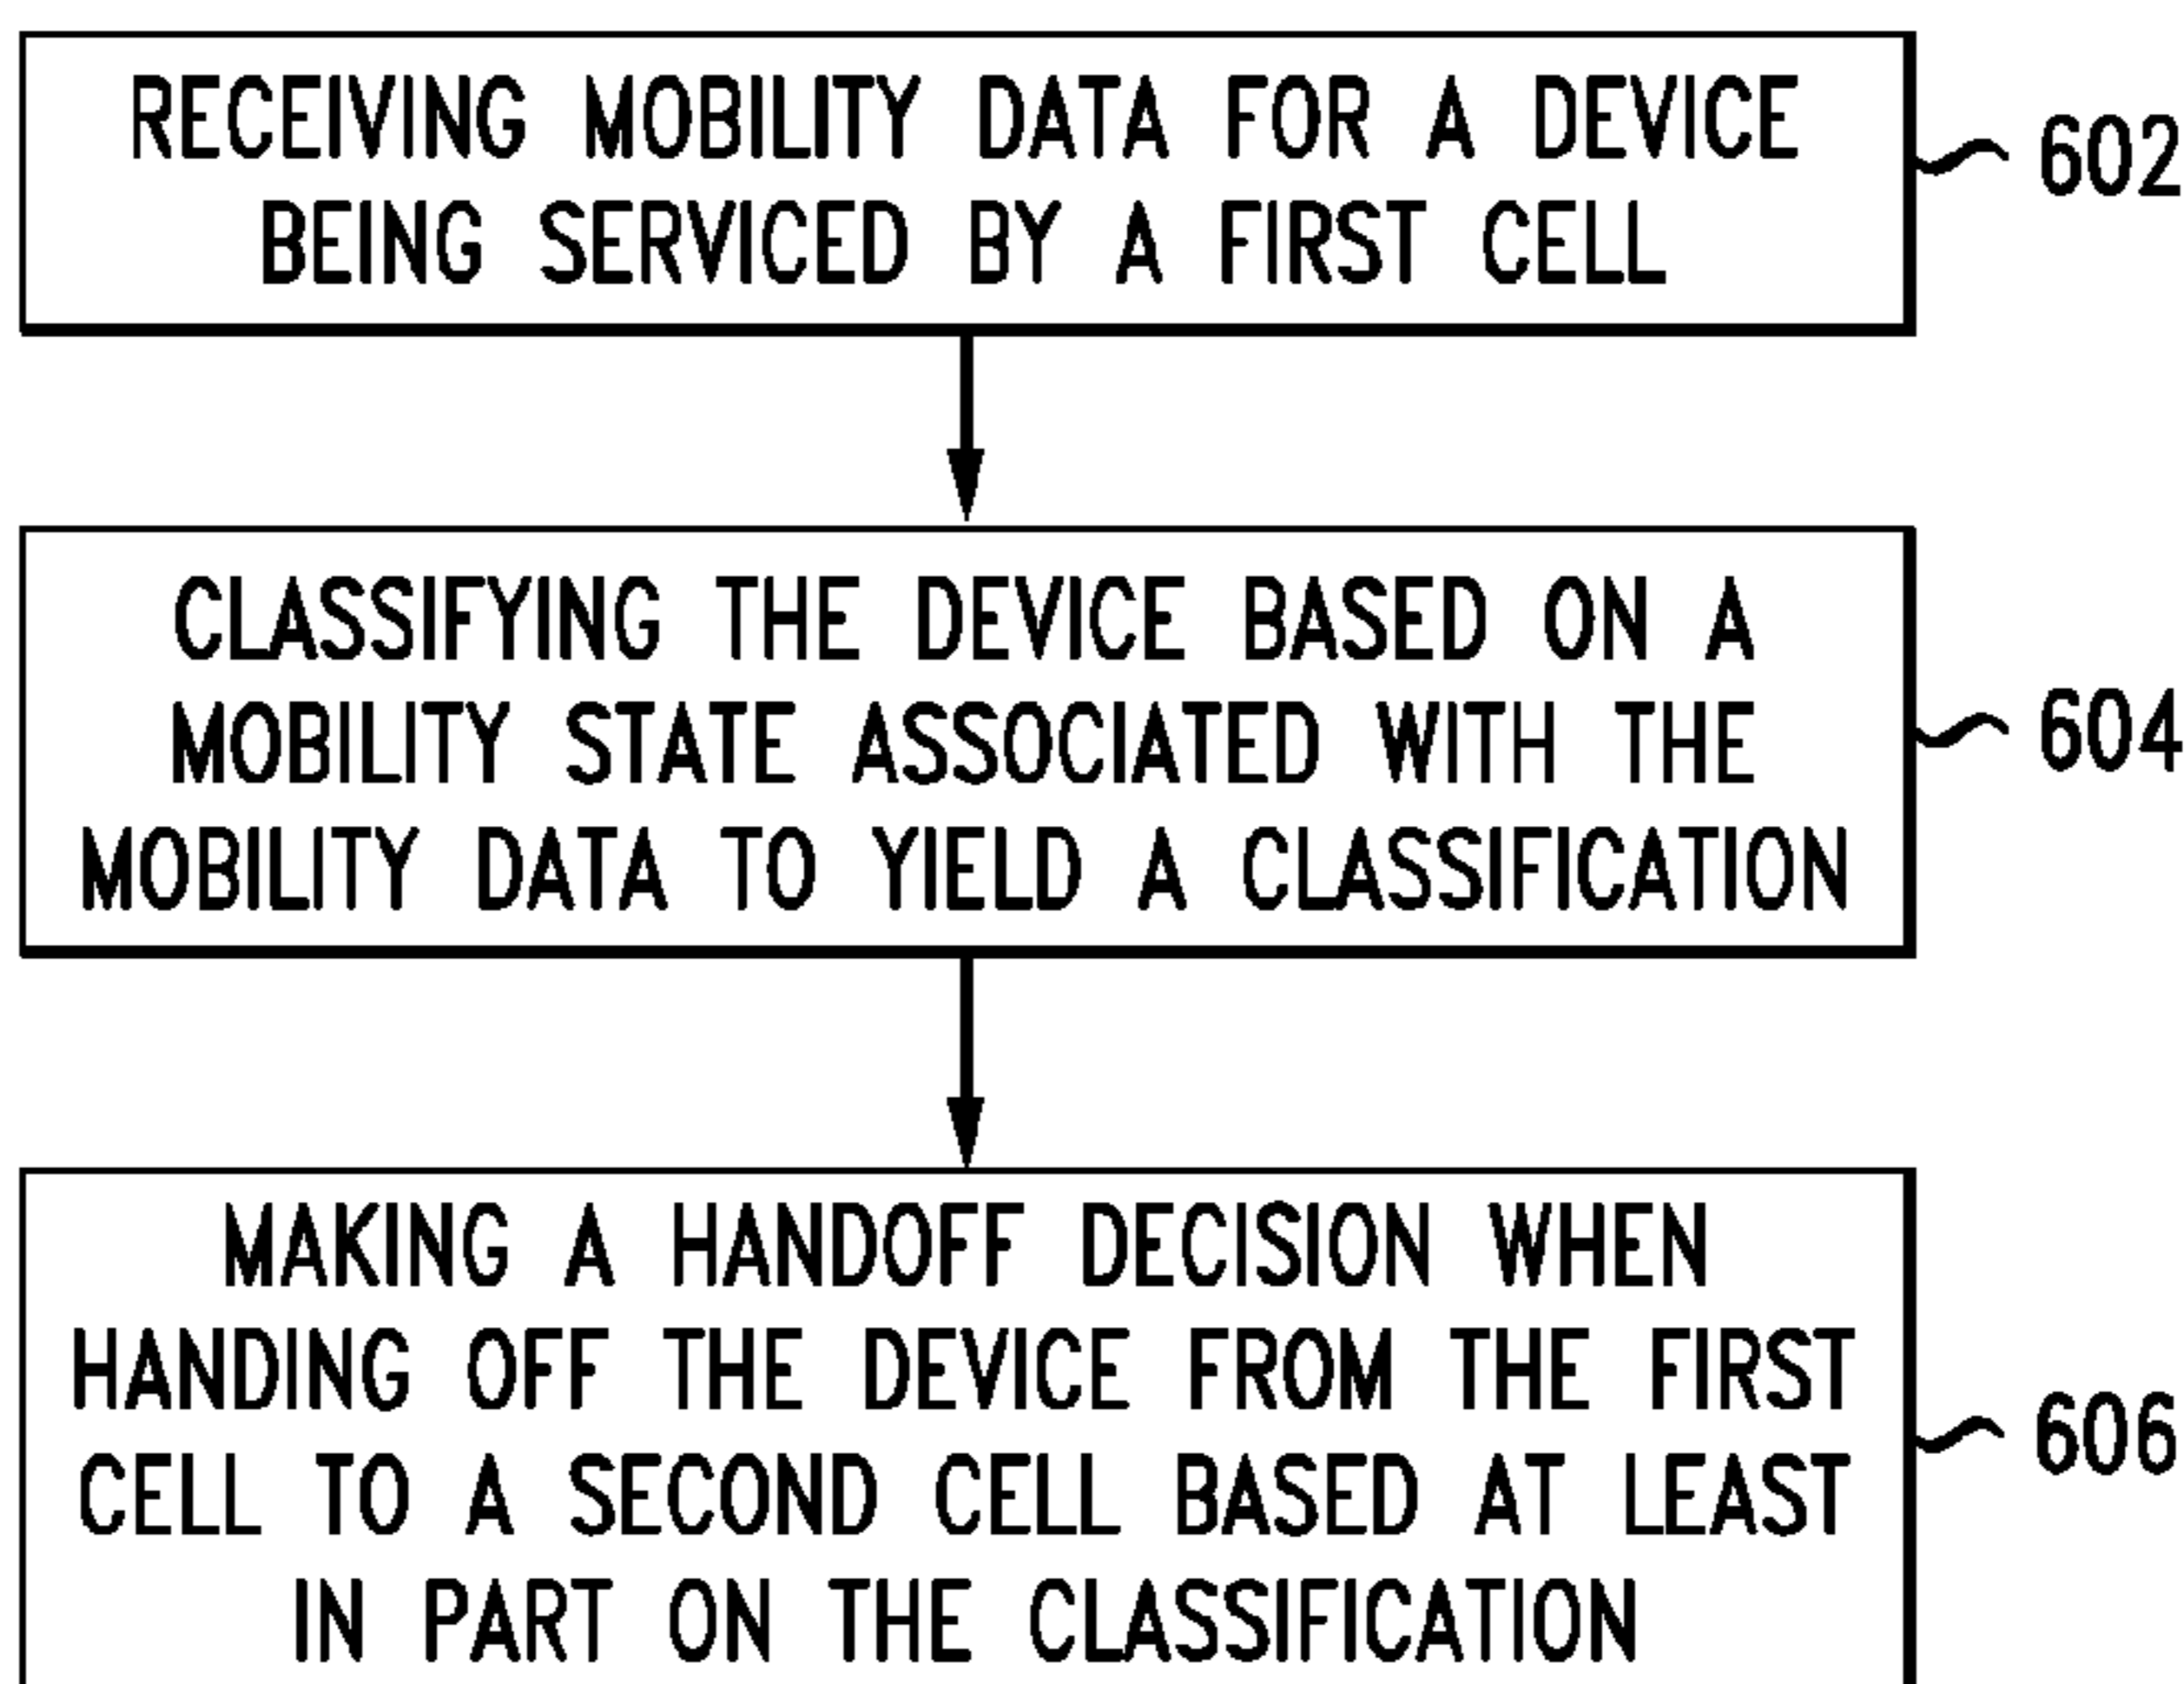 RECEIVING MOBILITY DATA FOR A DEVICE
BEING SERVICED BY A FIRST CELL
602
CLASSIFYING THE DEVICE BASED ON A
MOBILITY STATE ASSOCIATED WITH THE
MOBILITY DATA TO YIELD A CLASSIFICATION
604
MAKING A HANDOFF DECISION WHEN
HANDING OFF THE DEVICE FROM THE FIRST
CELL TO A SECOND CELL BASED AT LEAST
IN PART ON THE CLASSIFICATION
606